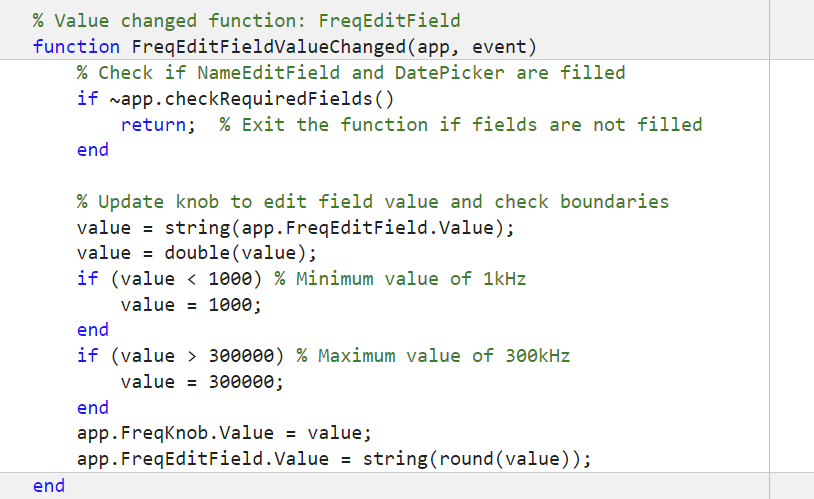 % Value changed function: FreqEditField
function FreqEditFieldValueChanged(app, event)
% Check if NameEditField and DatePicker are filled
if ~app.checkRequiredFields()
return;  % Exit the function if fields are not filled
end
% Update knob to edit field value and check boundaries
value = string(app.FreqEditField.Value);
value = double(value);
if (value < 1000) % Minimum value of 1kHz
value = 1000;
end
if (value > 300000) % Maximum value of 300kHz
value = 300000;
end
app.FreqKnob.Value = value;
app.FreqEditField.Value = string(round(value));
end